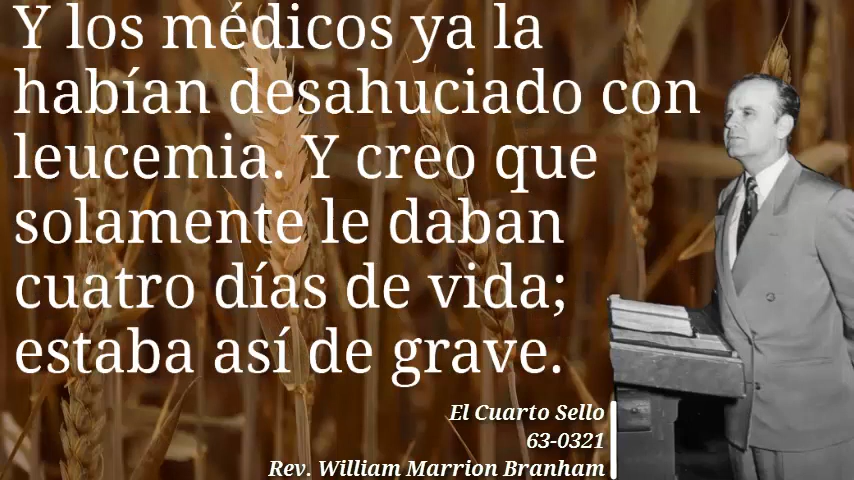 Y los médicos ya la
habían desahuciado con
leucemia. Y creo que
solamente le daban
cuatro días de vida;
estaba así de grave.
El Cuarto Sello
63-0321
Rev. William Marrion Branham